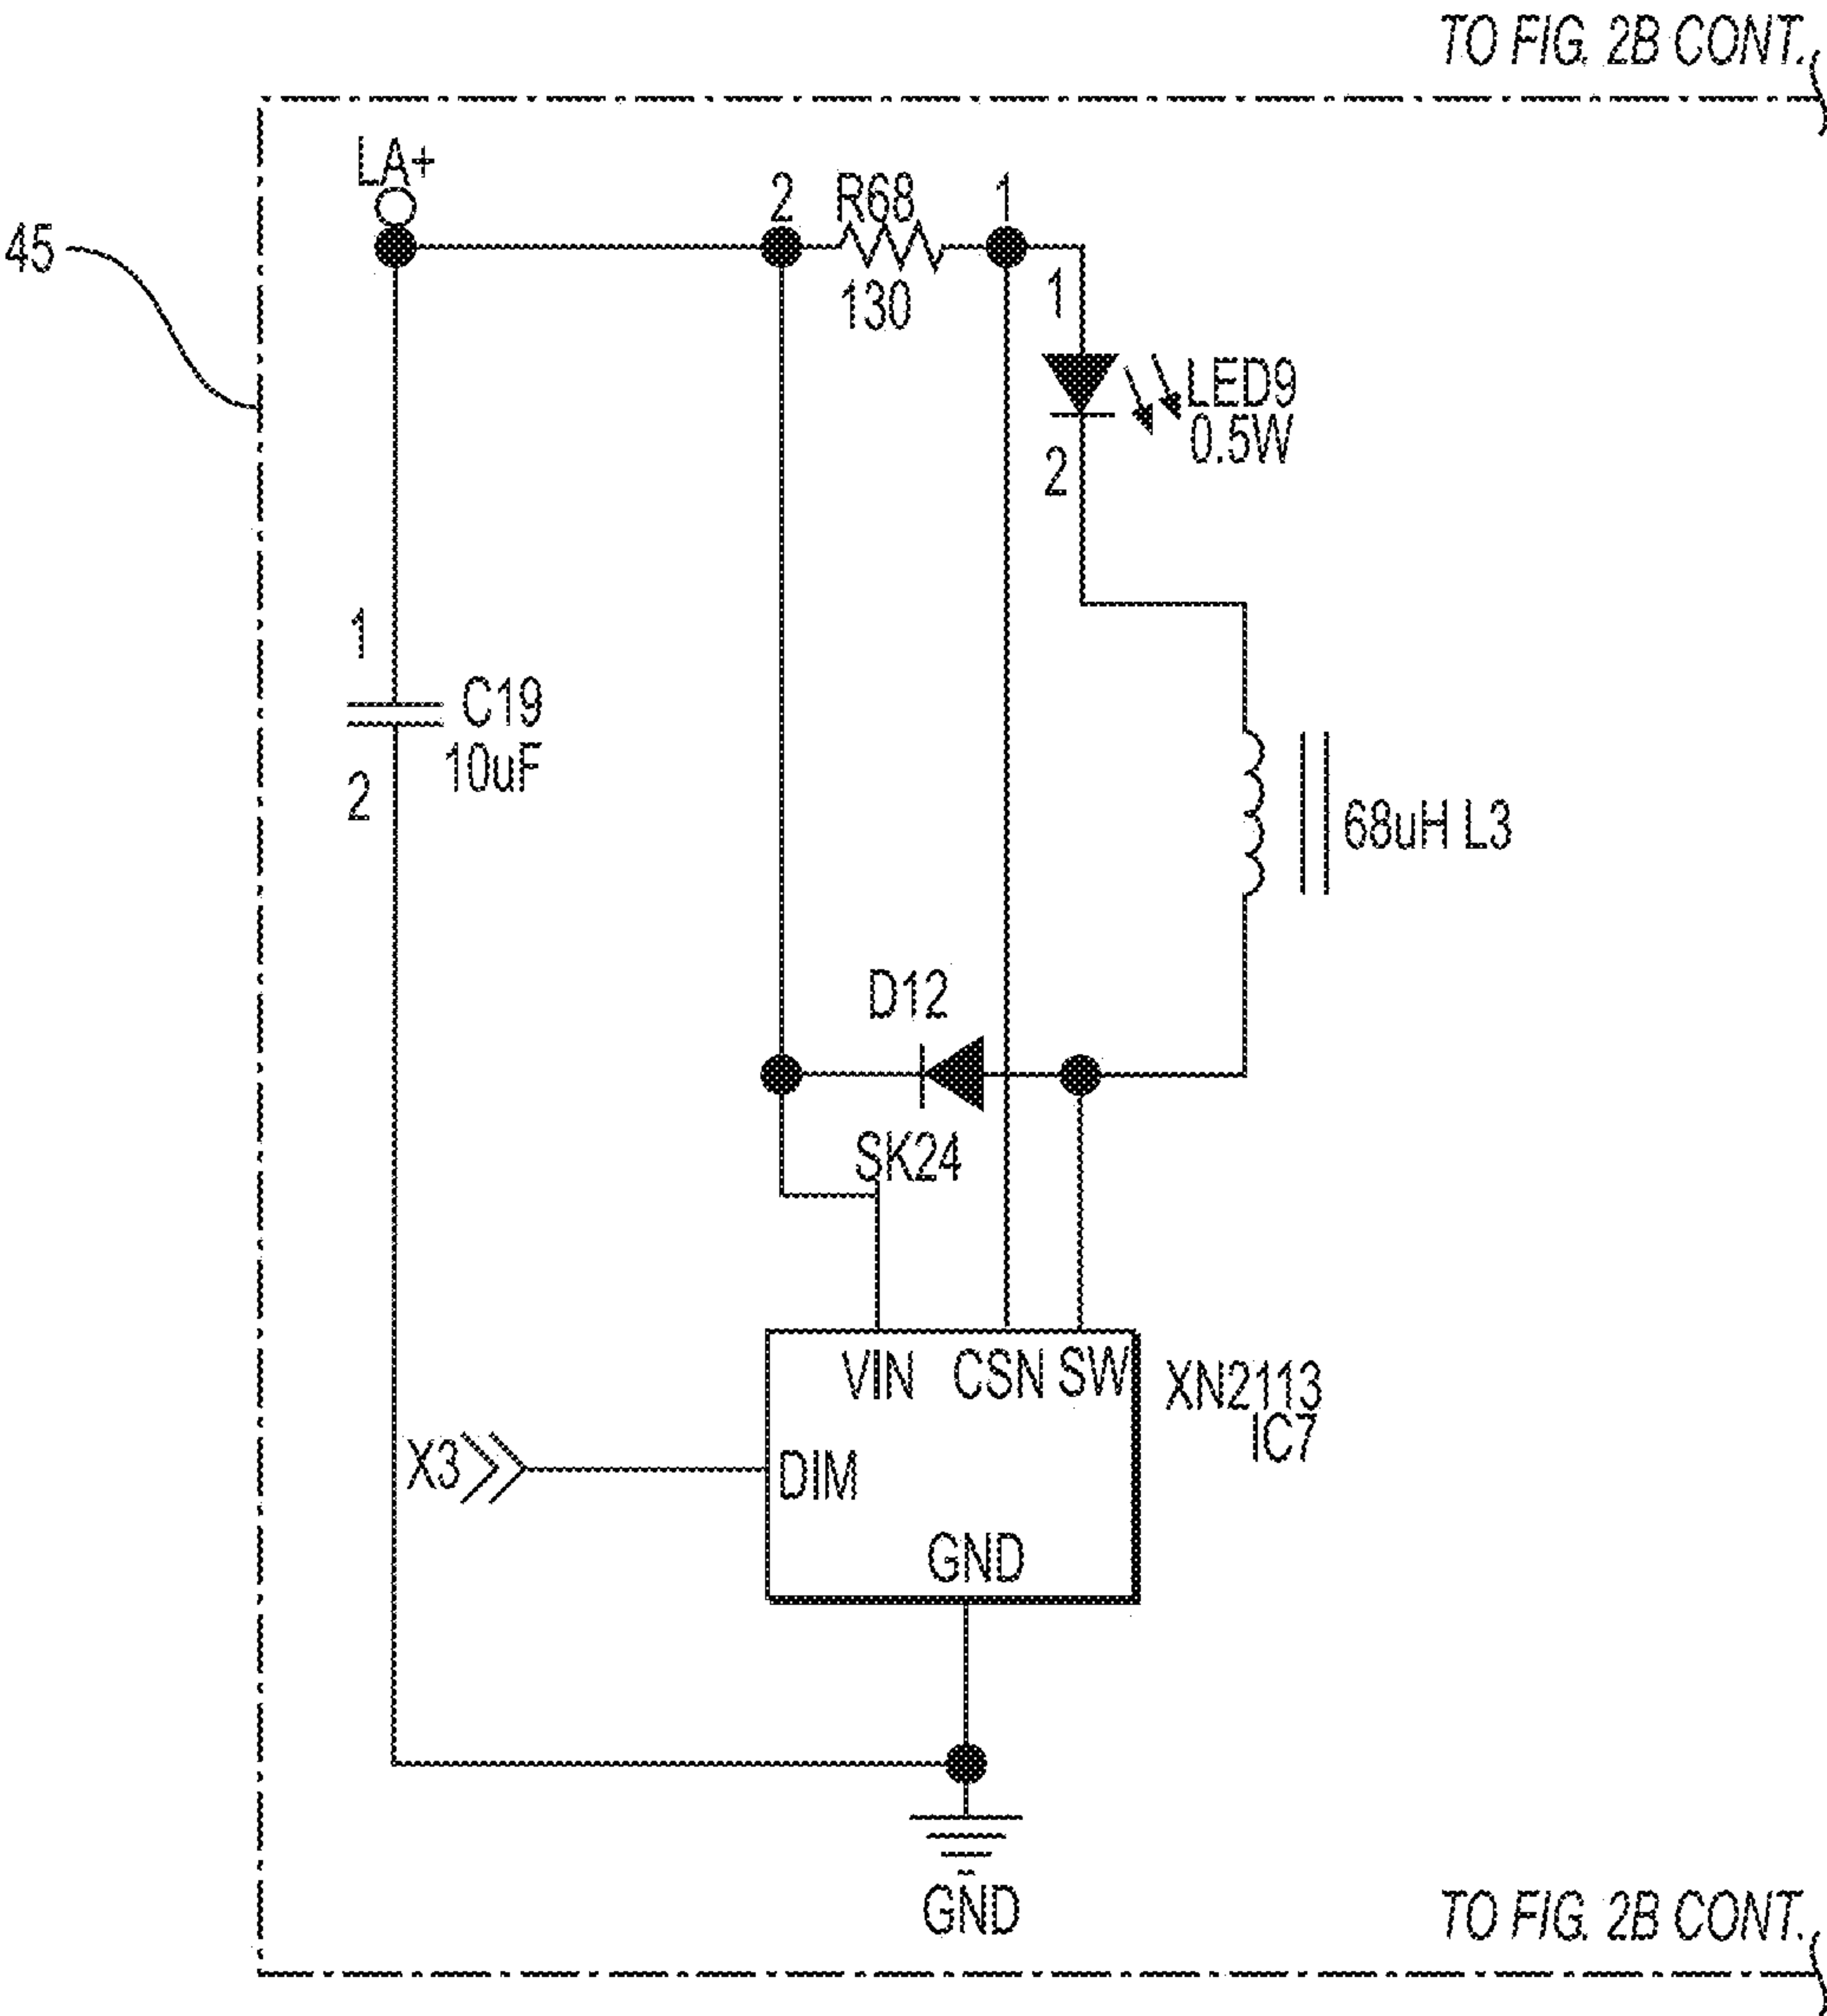 TO FIG. 2B CONT.
LA+
2 R68 1
45
130
1
LED9
0.5W
2
1
C19
10uF
2
68uH L3
D12
SK24
VIN CSN SW
XN2113
IC7
X3
DIM
GND
GND
TO FIG. 2B CONT.